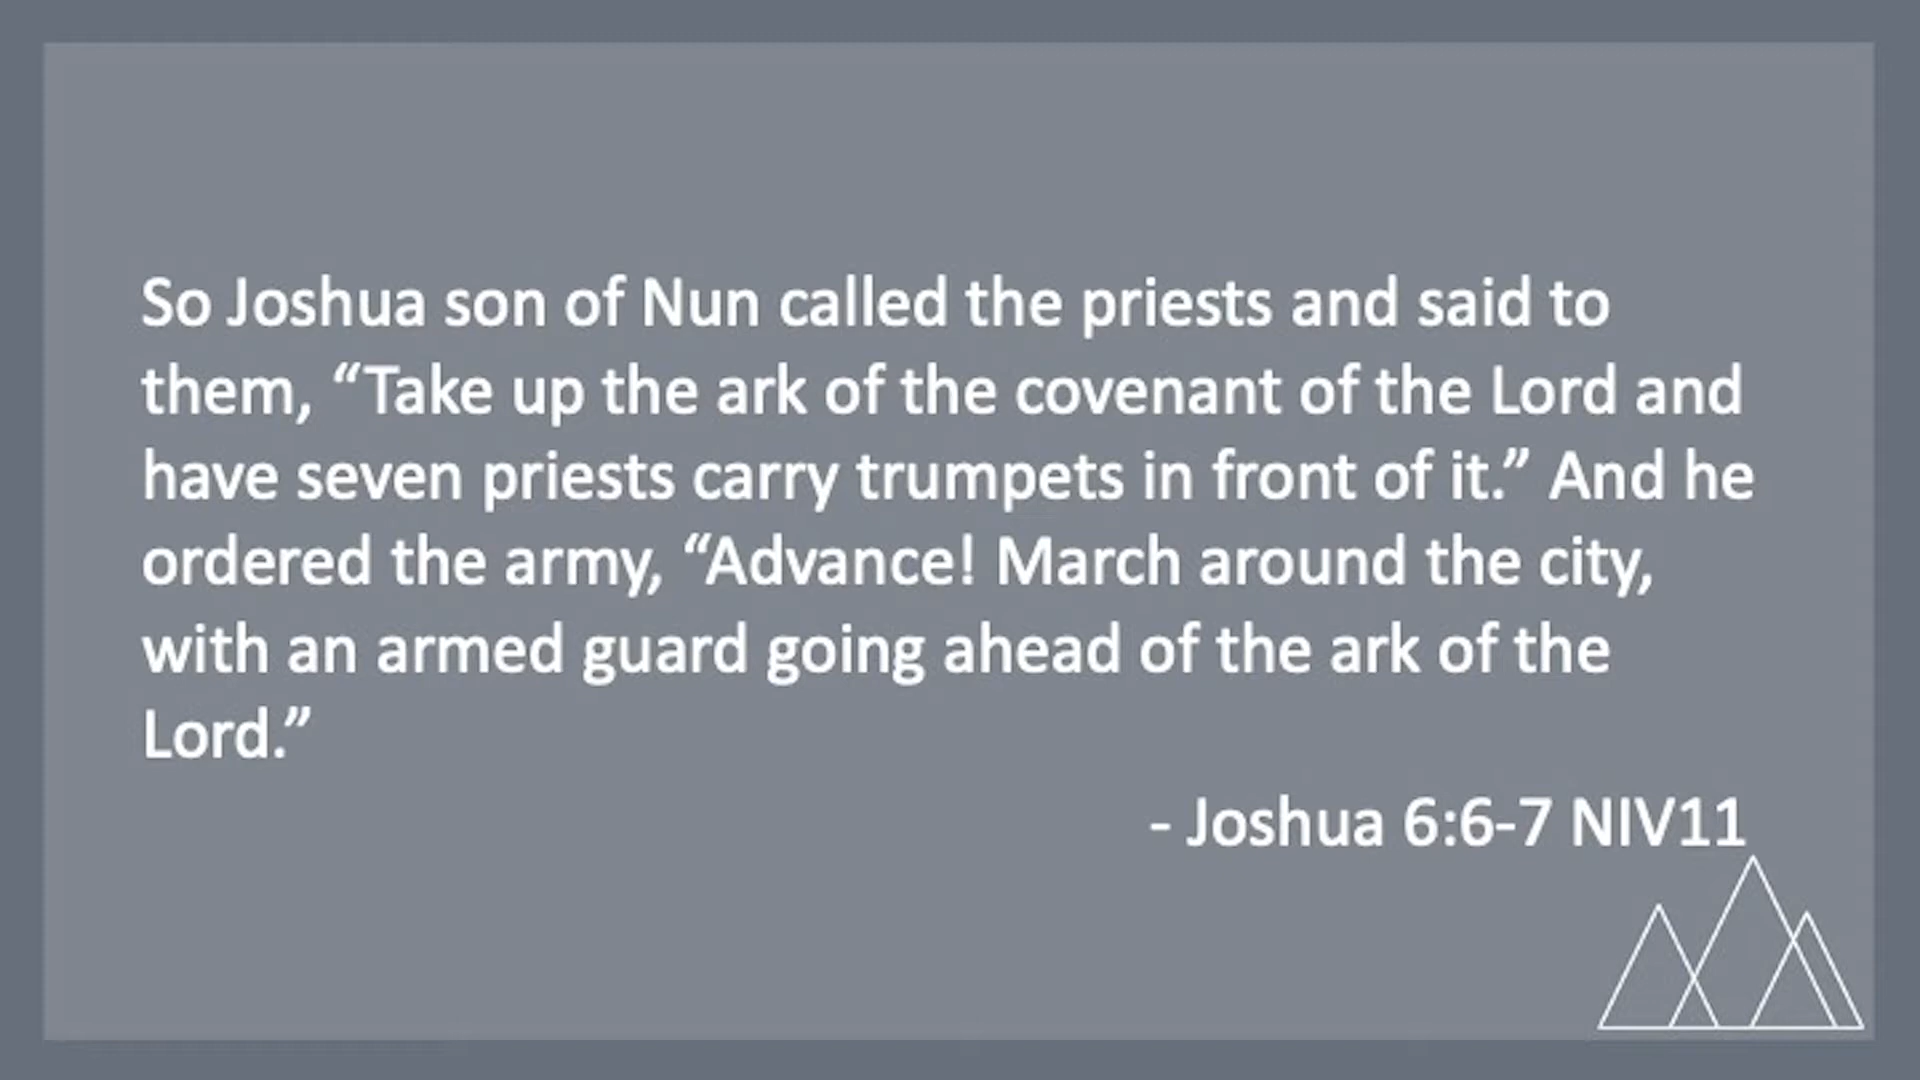 So Joshua son of Nun called the priests and said to
them, “Take up the ark of the covenant of the Lord and
have seven priests carry trumpets in front of it.” And he
ordered the army, “Advance! March around the city,
with an armed guard going ahead of the ark of the
Lord.”
- Joshua 6:6-7 NIV11